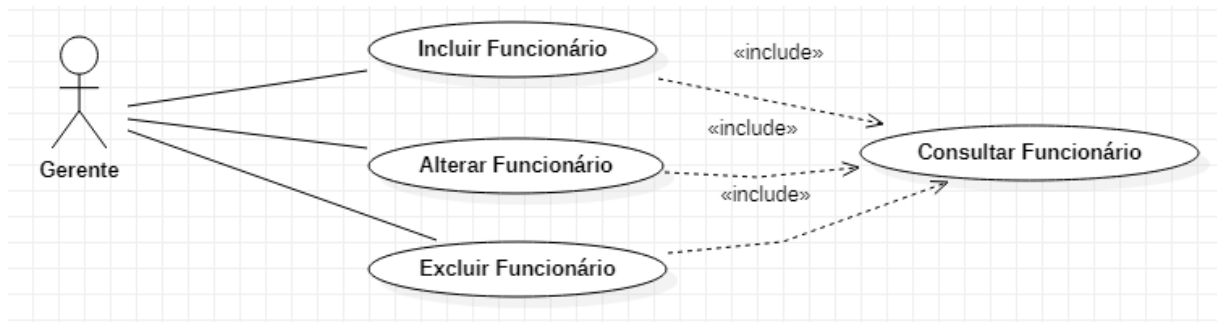 Incluir Funcionário
«include»
Gerente
Alterar Funcionário
«include»
Consultar Funcionário
«include»
Excluir Funcionário